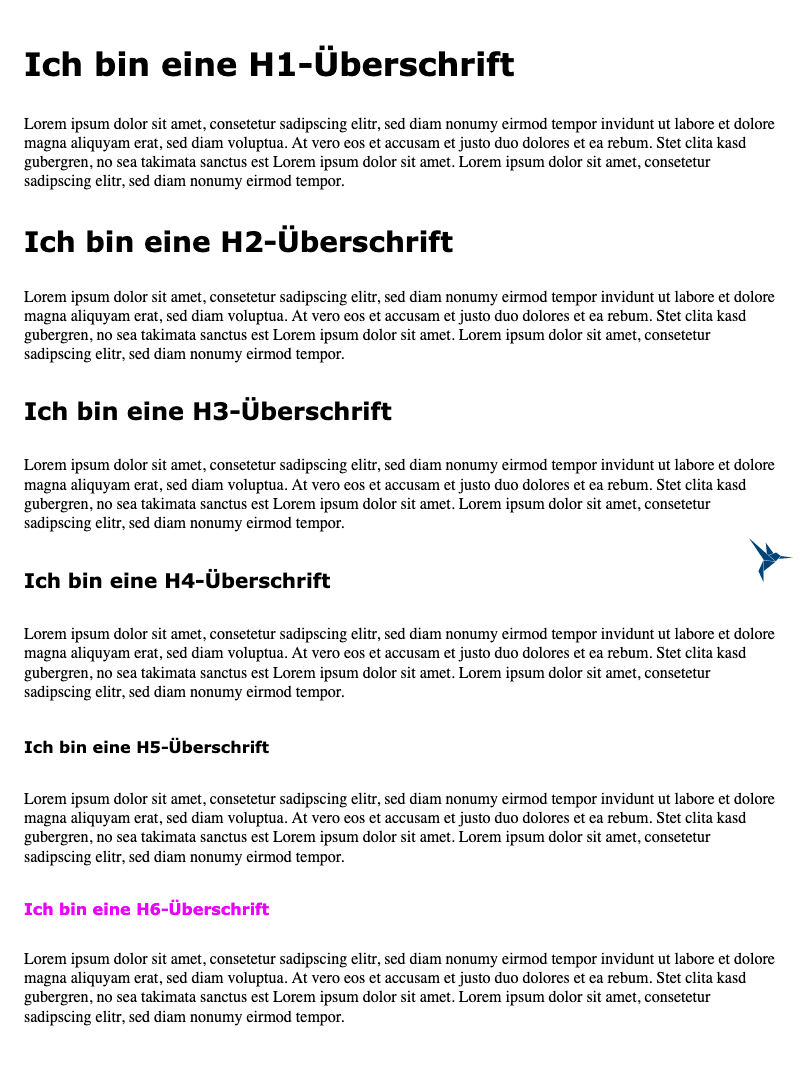 Ich bin eine H1-Überschrift
Lorem ipsum dolor sit amet, consetetur sadipscing elitr, sed diam nonumy eirmod tempor invidunt ut labore et dolore
magna aliquyam erat, sed diam voluptua. At vero eos et accusam et justo duo dolores et ea rebum. Stet clita kasd
gubergren, no sea takimata sanctus est Lorem ipsum dolor sit amet. Lorem ipsum dolor sit amet, consetetur
sadipscing elitr, sed diam nonumy eirmod tempor.
Ich bin eine H2-Überschrift
Lorem ipsum dolor sit amet, consetetur sadipscing elitr, sed diam nonumy eirmod tempor invidunt ut labore et dolore
magna aliquyam erat, sed diam voluptua. At vero eos et accusam et justo duo dolores et ea rebum. Stet clita kasd
gubergren, no sea takimata sanctus est Lorem ipsum dolor sit amet. Lorem ipsum dolor sit amet, consetetur
sadipscing elitr, sed diam nonumy eirmod tempor.
Ich bin eine H3-Überschrift
Lorem ipsum dolor sit amet, consetetur sadipscing elitr, sed diam nonumy eirmod tempor invidunt ut labore et dolore
magna aliquyam erat, sed diam voluptua. At vero eos et accusam et justo duo dolores et ea rebum. Stet clita kasd
gubergren, no sea takimata sanctus est Lorem ipsum dolor sit amet. Lorem ipsum dolor sit amet, consetetur
sadipscing elitr, sed diam nonumy eirmod tempor.
Ich bin eine H4-Überschrift
Lorem ipsum dolor sit amet, consetetur sadipscing elitr, sed diam nonumy eirmod tempor invidunt ut labore et dolore
magna aliquyam erat, sed diam voluptua. At vero eos et accusam et justo duo dolores et ea rebum. Stet clita kasd
gubergren, no sea takimata sanctus est Lorem ipsum dolor sit amet. Lorem ipsum dolor sit amet, consetetur
sadipscing elitr, sed diam nonumy eirmod tempor.
Ich bin eine H5-Überschrift
Lorem ipsum dolor sit amet, consetetur sadipscing elitr, sed diam nonumy eirmod tempor invidunt ut labore et dolore
magna aliquyam erat, sed diam voluptua. At vero eos et accusam et justo duo dolores et ea rebum. Stet clita kasd
gubergren, no sea takimata sanctus est Lorem ipsum dolor sit amet. Lorem ipsum dolor sit amet, consetetur
sadipscing elitr, sed diam nonumy eirmod tempor.
Ich bin eine H6-Überschrift
Lorem ipsum dolor sit amet, consetetur sadipscing elitr, sed diam nonumy eirmod tempor invidunt ut labore et dolore
magna aliquyam erat, sed diam voluptua. At vero eos et accusam et justo duo dolores et ea rebum. Stet clita kasd
gubergren, no sea takimata sanctus est Lorem ipsum dolor sit amet. Lorem ipsum dolor sit amet, consetetur
sadipscing elitr, sed diam nonumy eirmod tempor.